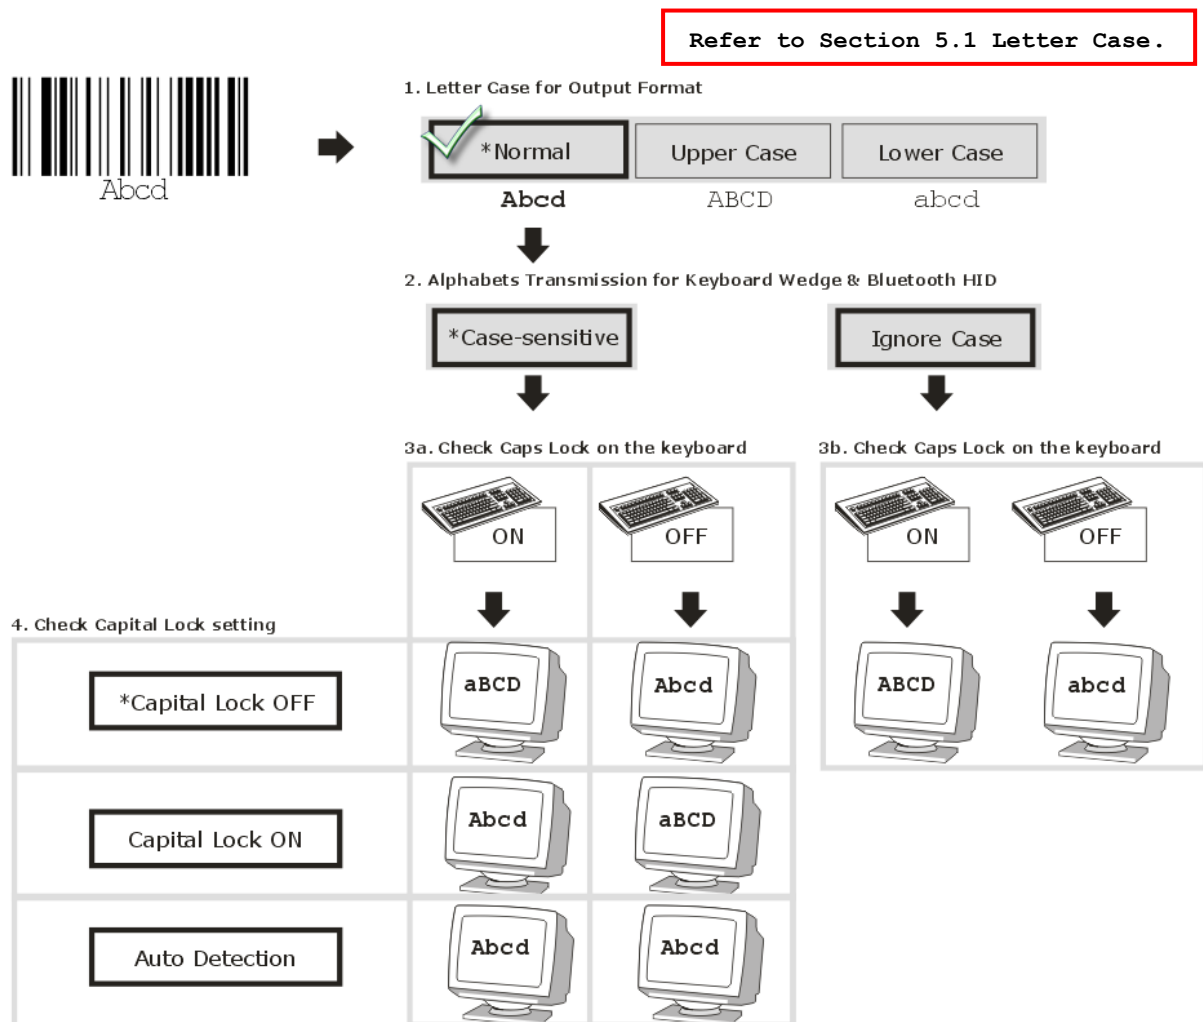 Refer to Section 5.1 Letter Case.
1. Letter Case for Output Format
Abcd
*Normal Upper Case Lower Case
Abcd ABCD abcd
2. Alphabets Transmission for Keyboard Wedge & Bluetooth HID
*Case-sensitive Ignore Case
3a. Check Caps Lock on the keyboard 3b. Check Caps Lock on the keyboard
ON OFF ON OFF
4. Check Capital Lock setting
*Capital Lock OFF aBCD Abcd ABCD abcd
Capital Lock ON Abcd aBCD
Auto Detection Abcd Abcd